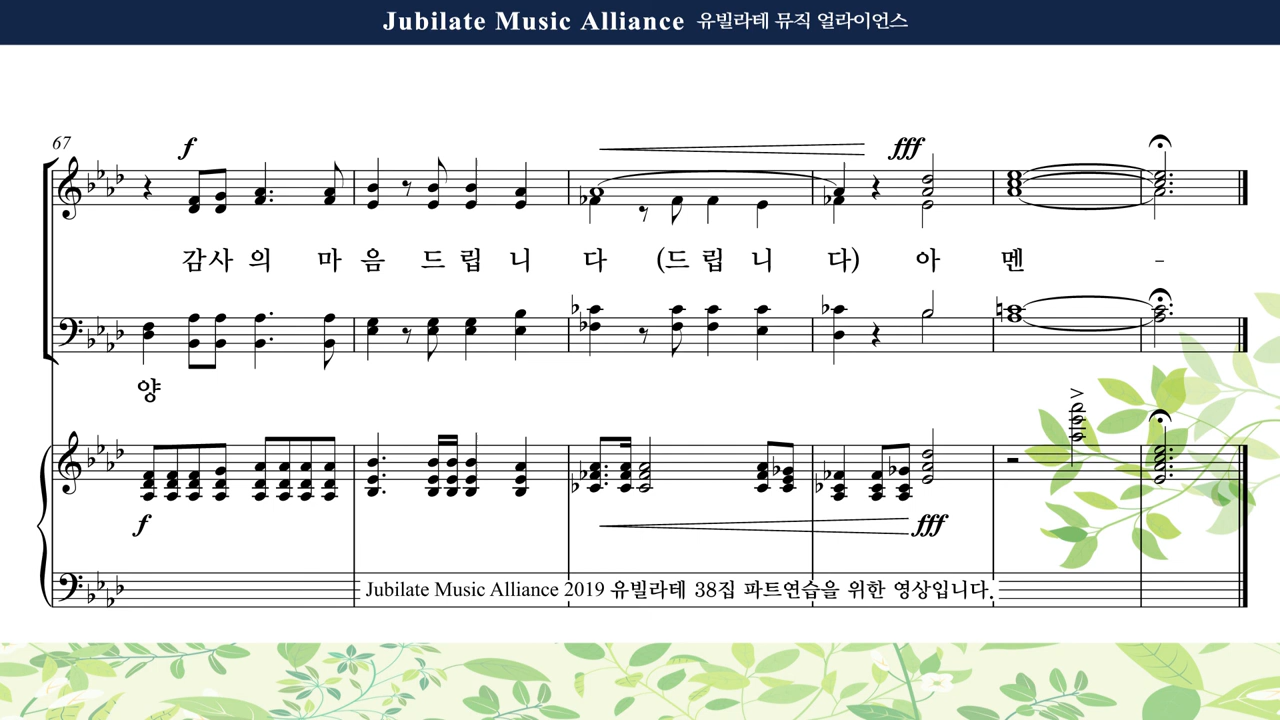 Jubilate Music Alliance 유빌라테 뮤직 얼라이언스
67
f fff
감사 의 마 음 드 립 니 다 (드 립 니 다) 아 멘 -
양
f fff
Jubilate Music Alliance 2019 유빌라테 38집 파트연습을 위한 영상입니다.